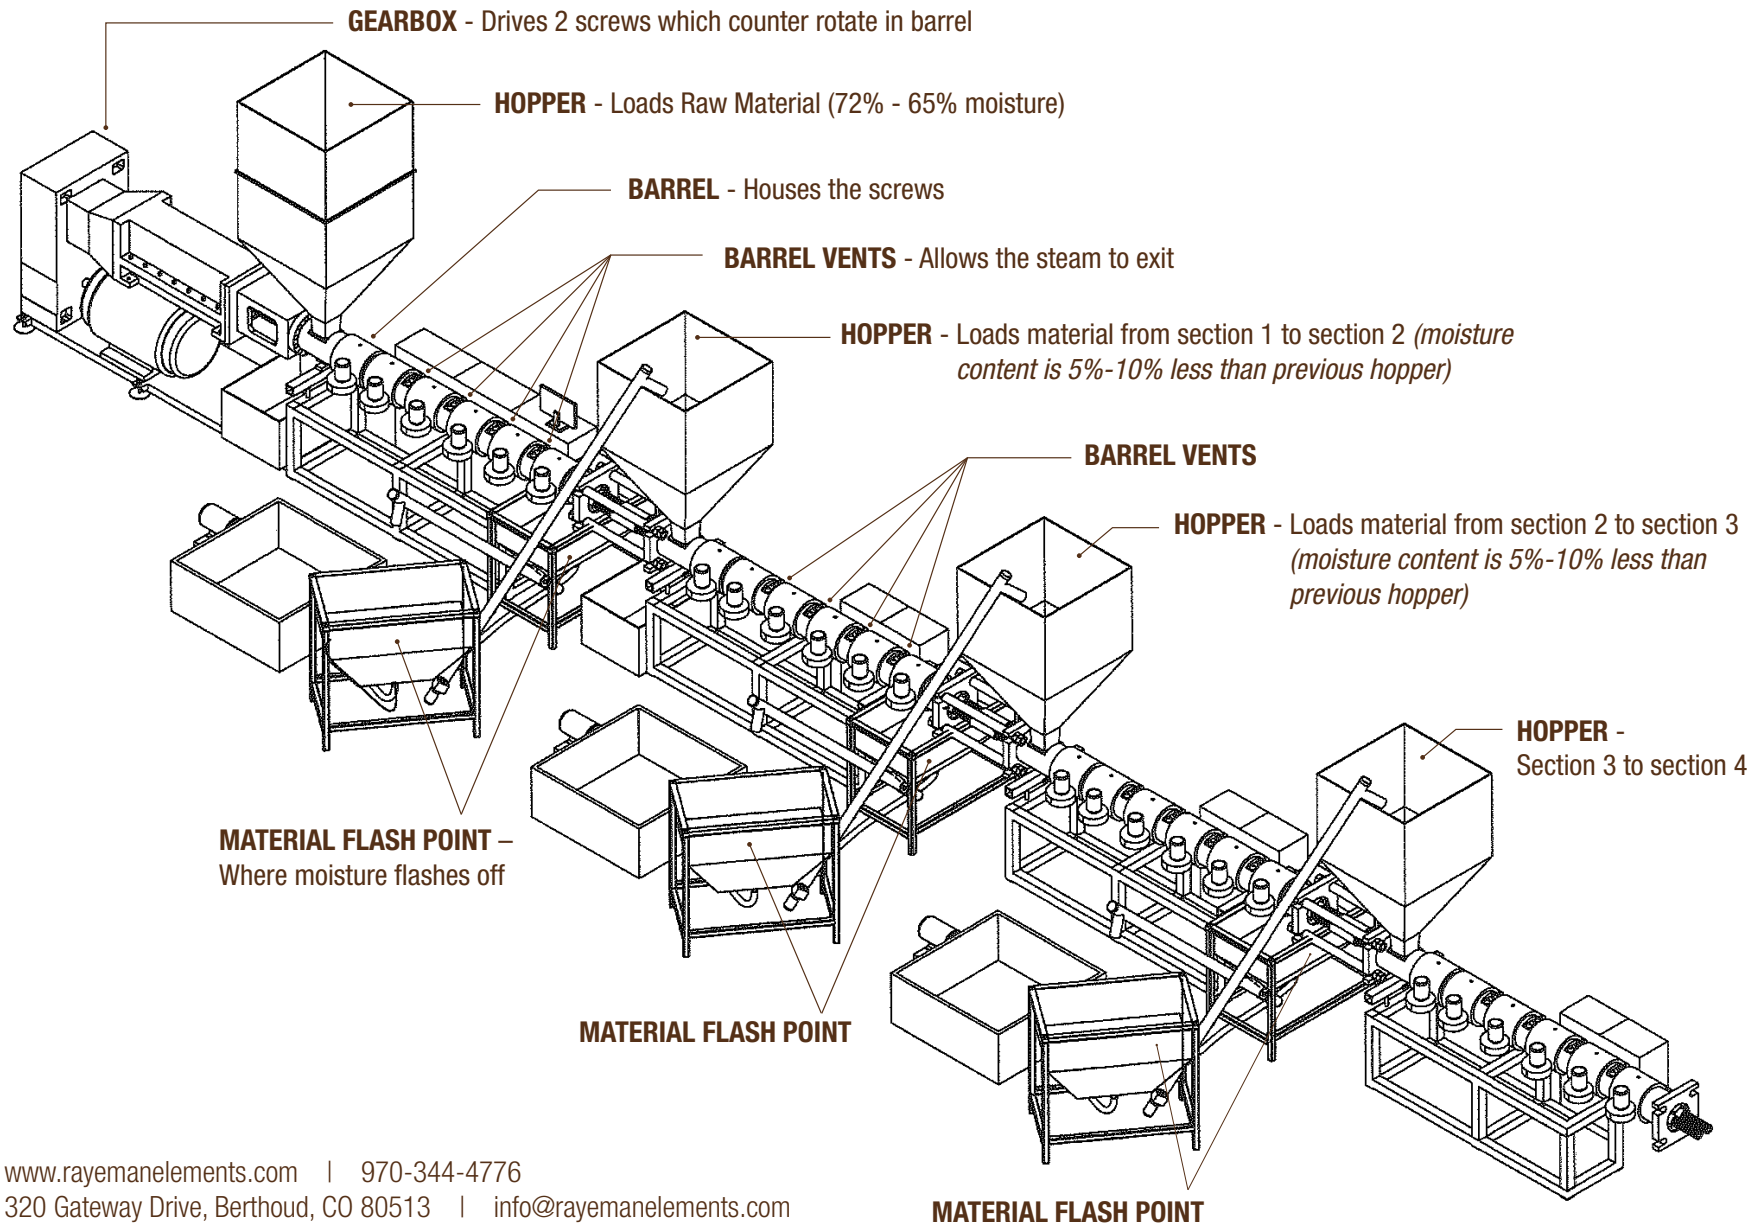 GEARBOX - Drives 2 screws which counter rotate in barrel
HOPPER - Loads Raw Material (72% - 65% moisture)
BARREL - Houses the screws
BARREL VENTS - Allows the steam to exit
HOPPER - Loads material from section 1 to section 2 (moisture
content is 5%-10% less than previous hopper)
BARREL VENTS
HOPPER - Loads material from section 2 to section 3
(moisture content is 5%-10% less than
previous hopper)
HOPPER -
Section 3 to section 4
MATERIAL FLASH POINT –
Where moisture flashes off
MATERIAL FLASH POINT
MATERIAL FLASH POINT
www.rayemanelements.com | 970-344-4776
320 Gateway Drive, Berthoud, CO 80513 | info@rayemanelements.com